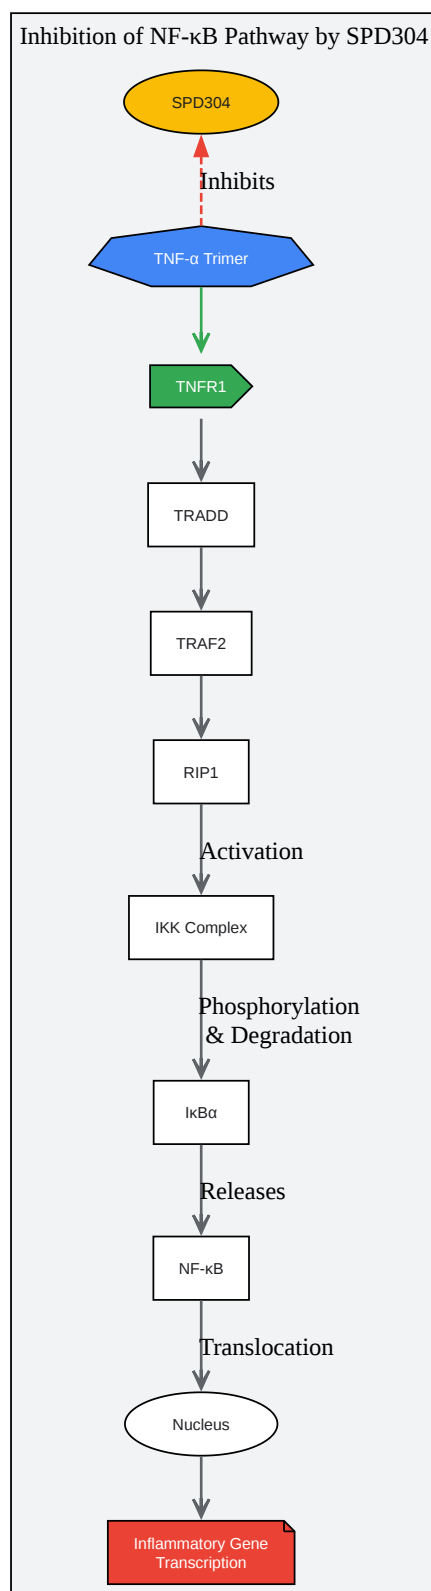 Inhibition of NF-κB Pathway by SPD304
SPD304
Inhibits
TNF-α Trimer
TNFR1
TRADD
TRAF2
RIP1
Activation
IKK Complex
Phosphorylation
& Degradation
IκBα
Releases
NF-κB
Translocation
Nucleus
Inflammatory Gene
Transcription